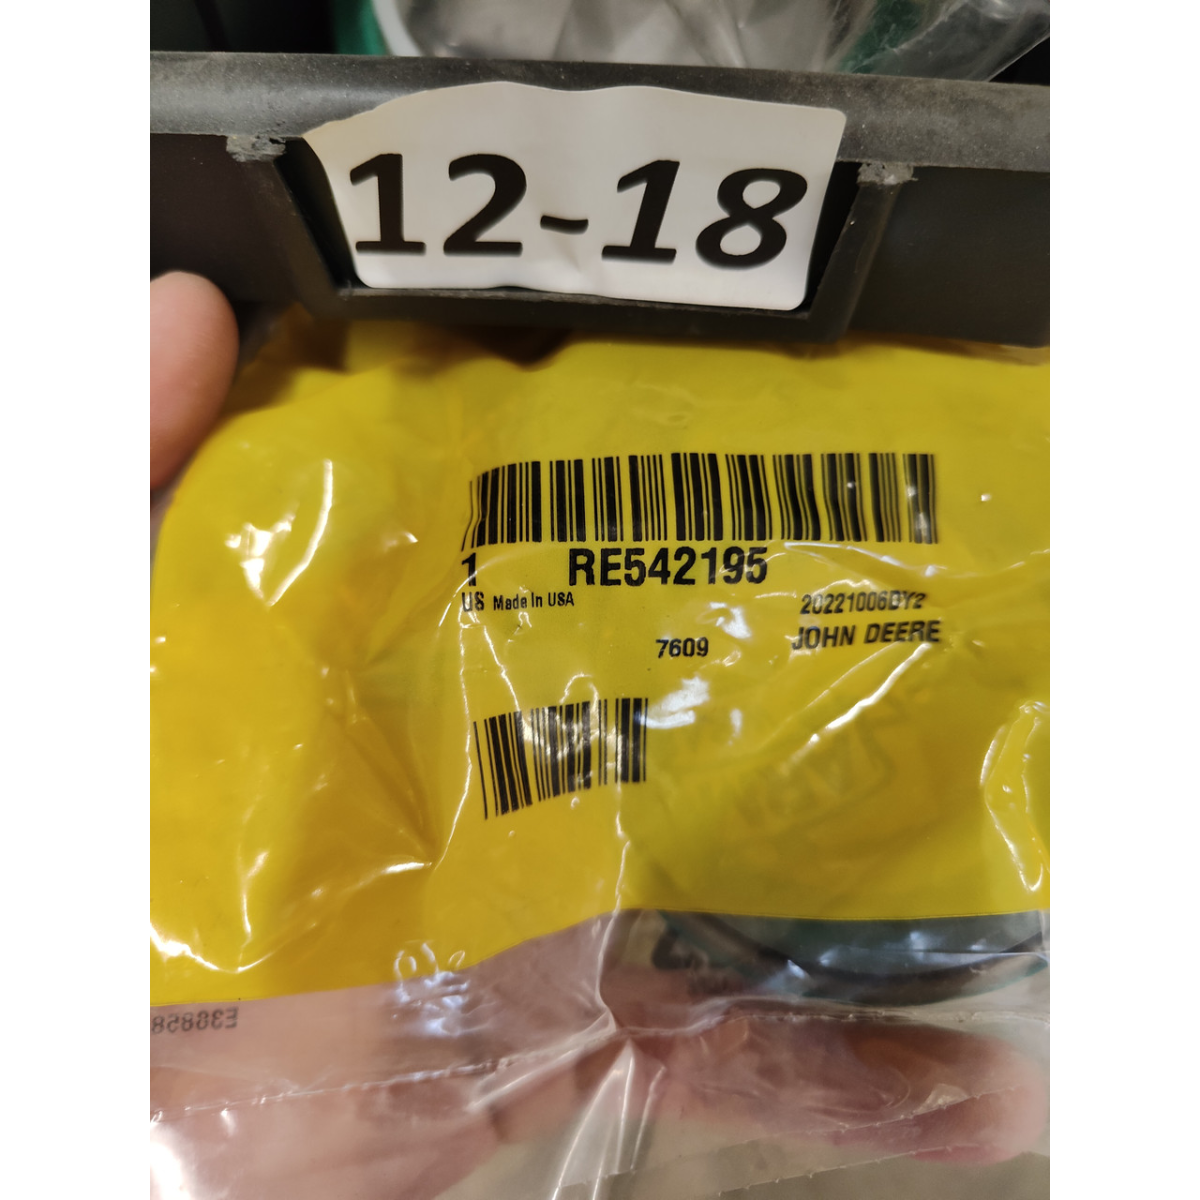 12-18
1 RE542195
US Made In USA 20221006DY2
7609 JOHN DEERE